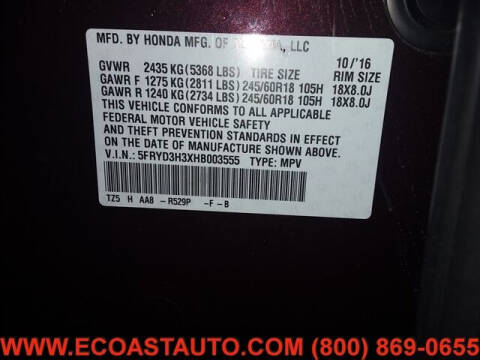 MFD. BY HONDA MFG. OF ALABAMA, LLC
10/'16
GVWR 2435 KG(5368 LBS) TIRE SIZE RIM SIZE
GAWR F 1275 KG(2811 LBS) 245/60R18 105H 18X8.0J
GAWR R 1240 KG(2734 LBS) 245/60R18 105H 18X8.0J
THIS VEHICLE CONFORMS TO ALL APPLICABLE
FEDERAL MOTOR VEHICLE SAFETY
AND THEFT PREVENTION STANDARDS IN EFFECT
ON THE DATE OF MANUFACTURE SHOWN ABOVE.
V.I.N.: 5FRYD3H3XHB003555 TYPE: MPV
TZ5 H AA8 - R529P -F-B
WWW.ECOASTAUTO.COM (800) 869-0655